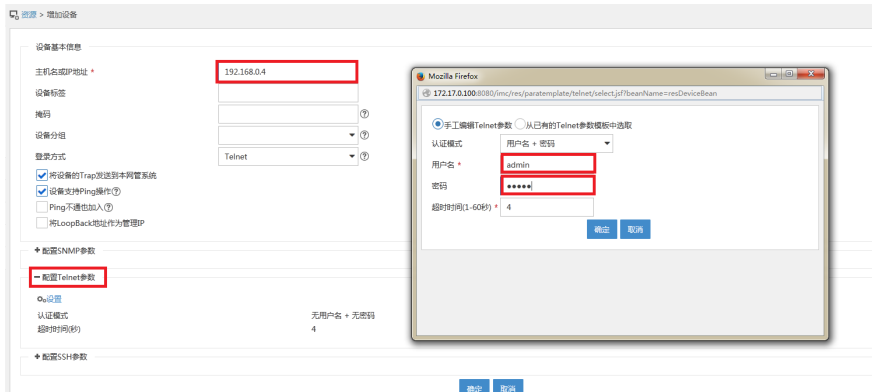 资源 > 增加设备
设备基本信息
主机名或IP地址 *
192.168.0.4
设备标签
掩码
设备分组
登录方式
Telnet
将设备的Trap发送到本网管系统
设备支持Ping操作
Ping不通也加入
将LoopBack地址作为管理IP
+ 配置SNMP参数
− 配置Telnet参数
设置
认证模式
无用户名 + 无密码
超时时间(秒)
4
+ 配置SSH参数
确定 取消
Mozilla Firefox
172.17.0.100:8080/imc/res/paratemplate/telnet/select.jsf?beanName=resDeviceBean
手工编辑Telnet参数 从已有的Telnet参数模板中选取
认证模式
用户名 + 密码
用户名 *
admin
密码
●●●●●
超时时间(1-60秒) *
4
确定 取消